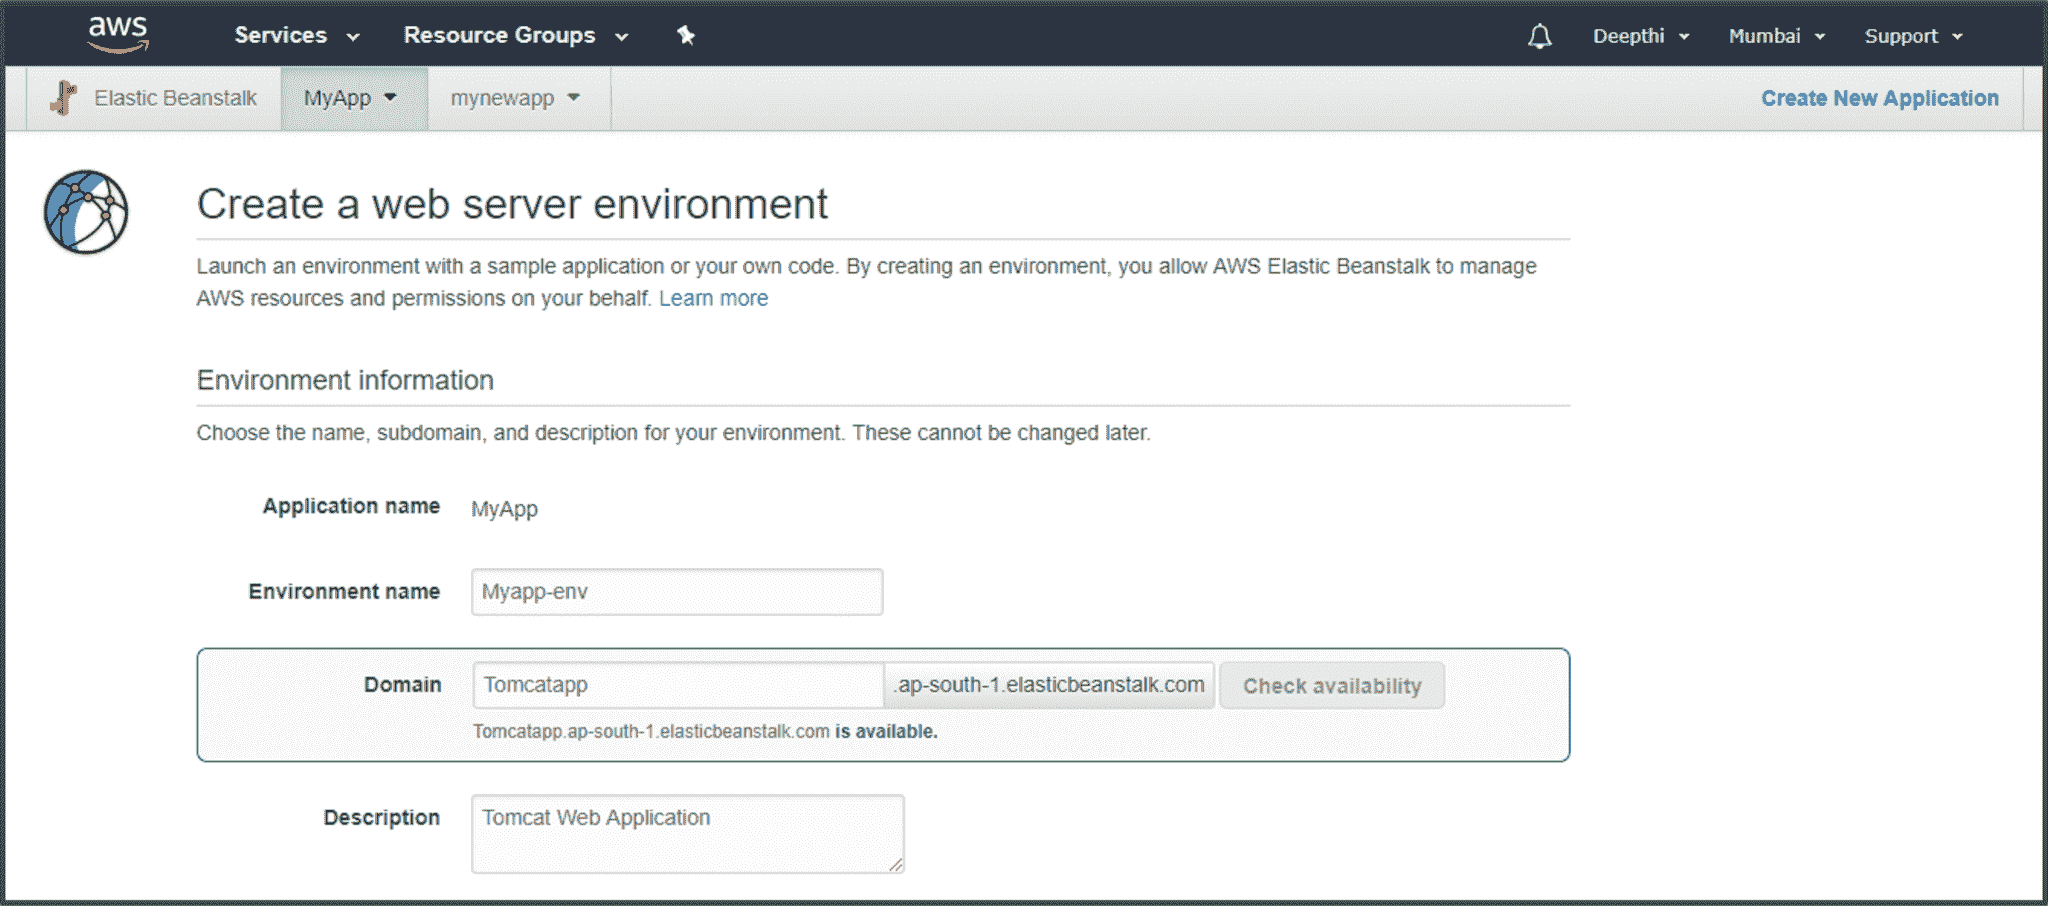 aws Services Resource Groups Deepthi Mumbai Support
Elastic Beanstalk MyApp mynewapp Create New Application
Create a web server environment
Launch an environment with a sample application or your own code. By creating an environment, you allow AWS Elastic Beanstalk to manage
AWS resources and permissions on your behalf. Learn more
Environment information
Choose the name, subdomain, and description for your environment. These cannot be changed later.
Application name MyApp
Environment name Myapp-env
Domain Tomcatapp .ap-south-1.elasticbeanstalk.com Check availability
Tomcatapp.ap-south-1.elasticbeanstalk.com is available.
Description Tomcat Web Application